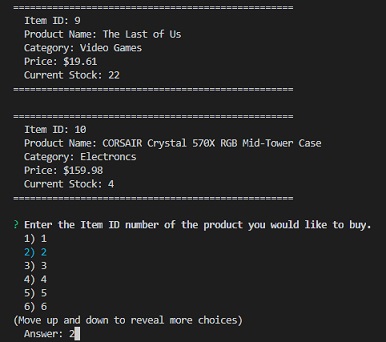 ==================================================
Item ID: 9
Product Name: The Last of Us
Category: Video Games
Price: $19.61
Current Stock: 22
==================================================
==================================================
Item ID: 10
Product Name: CORSAIR Crystal 570X RGB Mid-Tower Case
Category: Electroncs
Price: $159.98
Current Stock: 4
==================================================
? Enter the Item ID number of the product you would like to buy.
1) 1
2) 2
3) 3
4) 4
5) 5
6) 6
(Move up and down to reveal more choices)
Answer: 2